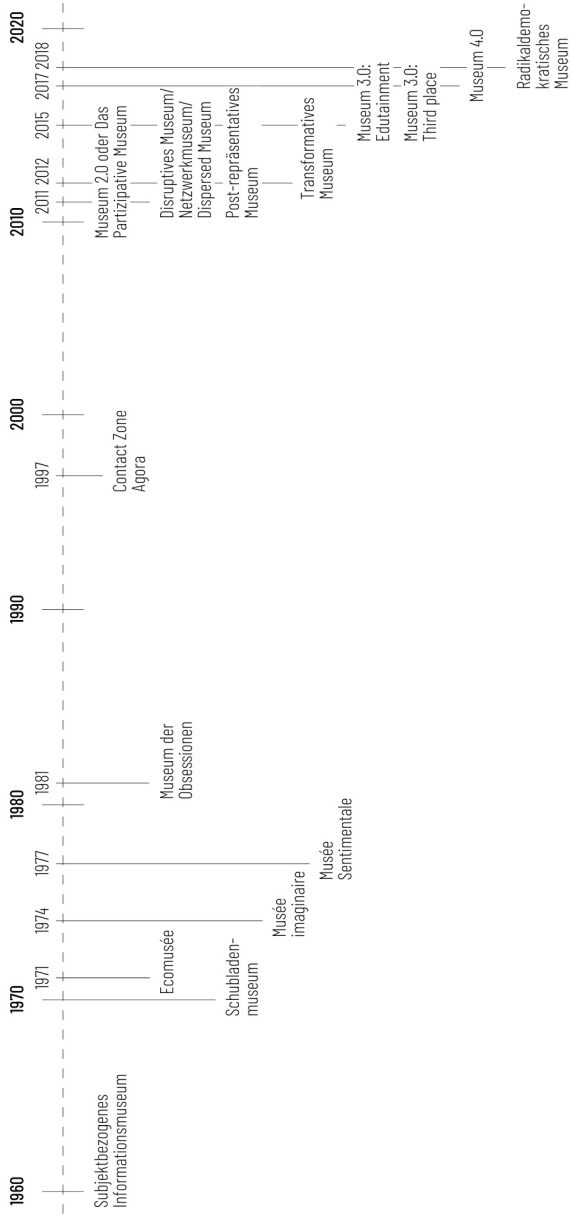 1960
1970
1971
1974
1977
1980
1981
1990
1997
2000
2010
2011
2012
2015
2017
2018
2020
Subjektbezogenes
Informationsmuseum
Schubladen-
museum
Ecomusée
Musée
imaginaire
Musée
Sentimentale
Museum der
Obsessionen
Contact Zone
Agora
Museum 2.0 oder Das
Partizipative Museum
Disruptives Museum/
Netzwerkmuseum/
Dispersed Museum
Post-repräsentatives
Museum
Transformatives
Museum
Museum 3.0:
Edutainment
Museum 3.0:
Third place
Museum 4.0
Radikaldemo-
kratisches
Museum